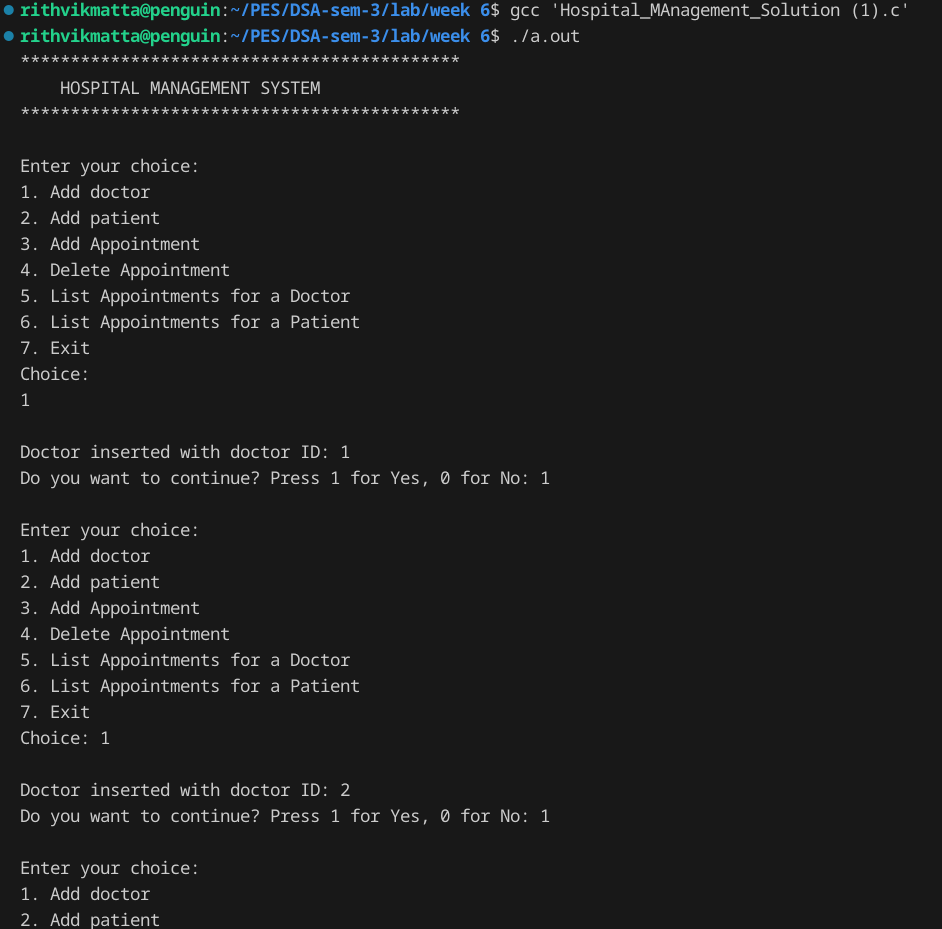 rithvikmatta@penguin:~/PES/DSA-sem-3/lab/week 6$ gcc 'Hospital_MAnagement_Solution (1).c'
rithvikmatta@penguin:~/PES/DSA-sem-3/lab/week 6$ ./a.out
********************************************
    HOSPITAL MANAGEMENT SYSTEM
********************************************

Enter your choice:
1. Add doctor
2. Add patient
3. Add Appointment
4. Delete Appointment
5. List Appointments for a Doctor
6. List Appointments for a Patient
7. Exit
Choice:
1

Doctor inserted with doctor ID: 1
Do you want to continue? Press 1 for Yes, 0 for No: 1

Enter your choice:
1. Add doctor
2. Add patient
3. Add Appointment
4. Delete Appointment
5. List Appointments for a Doctor
6. List Appointments for a Patient
7. Exit
Choice: 1

Doctor inserted with doctor ID: 2
Do you want to continue? Press 1 for Yes, 0 for No: 1

Enter your choice:
1. Add doctor
2. Add patient